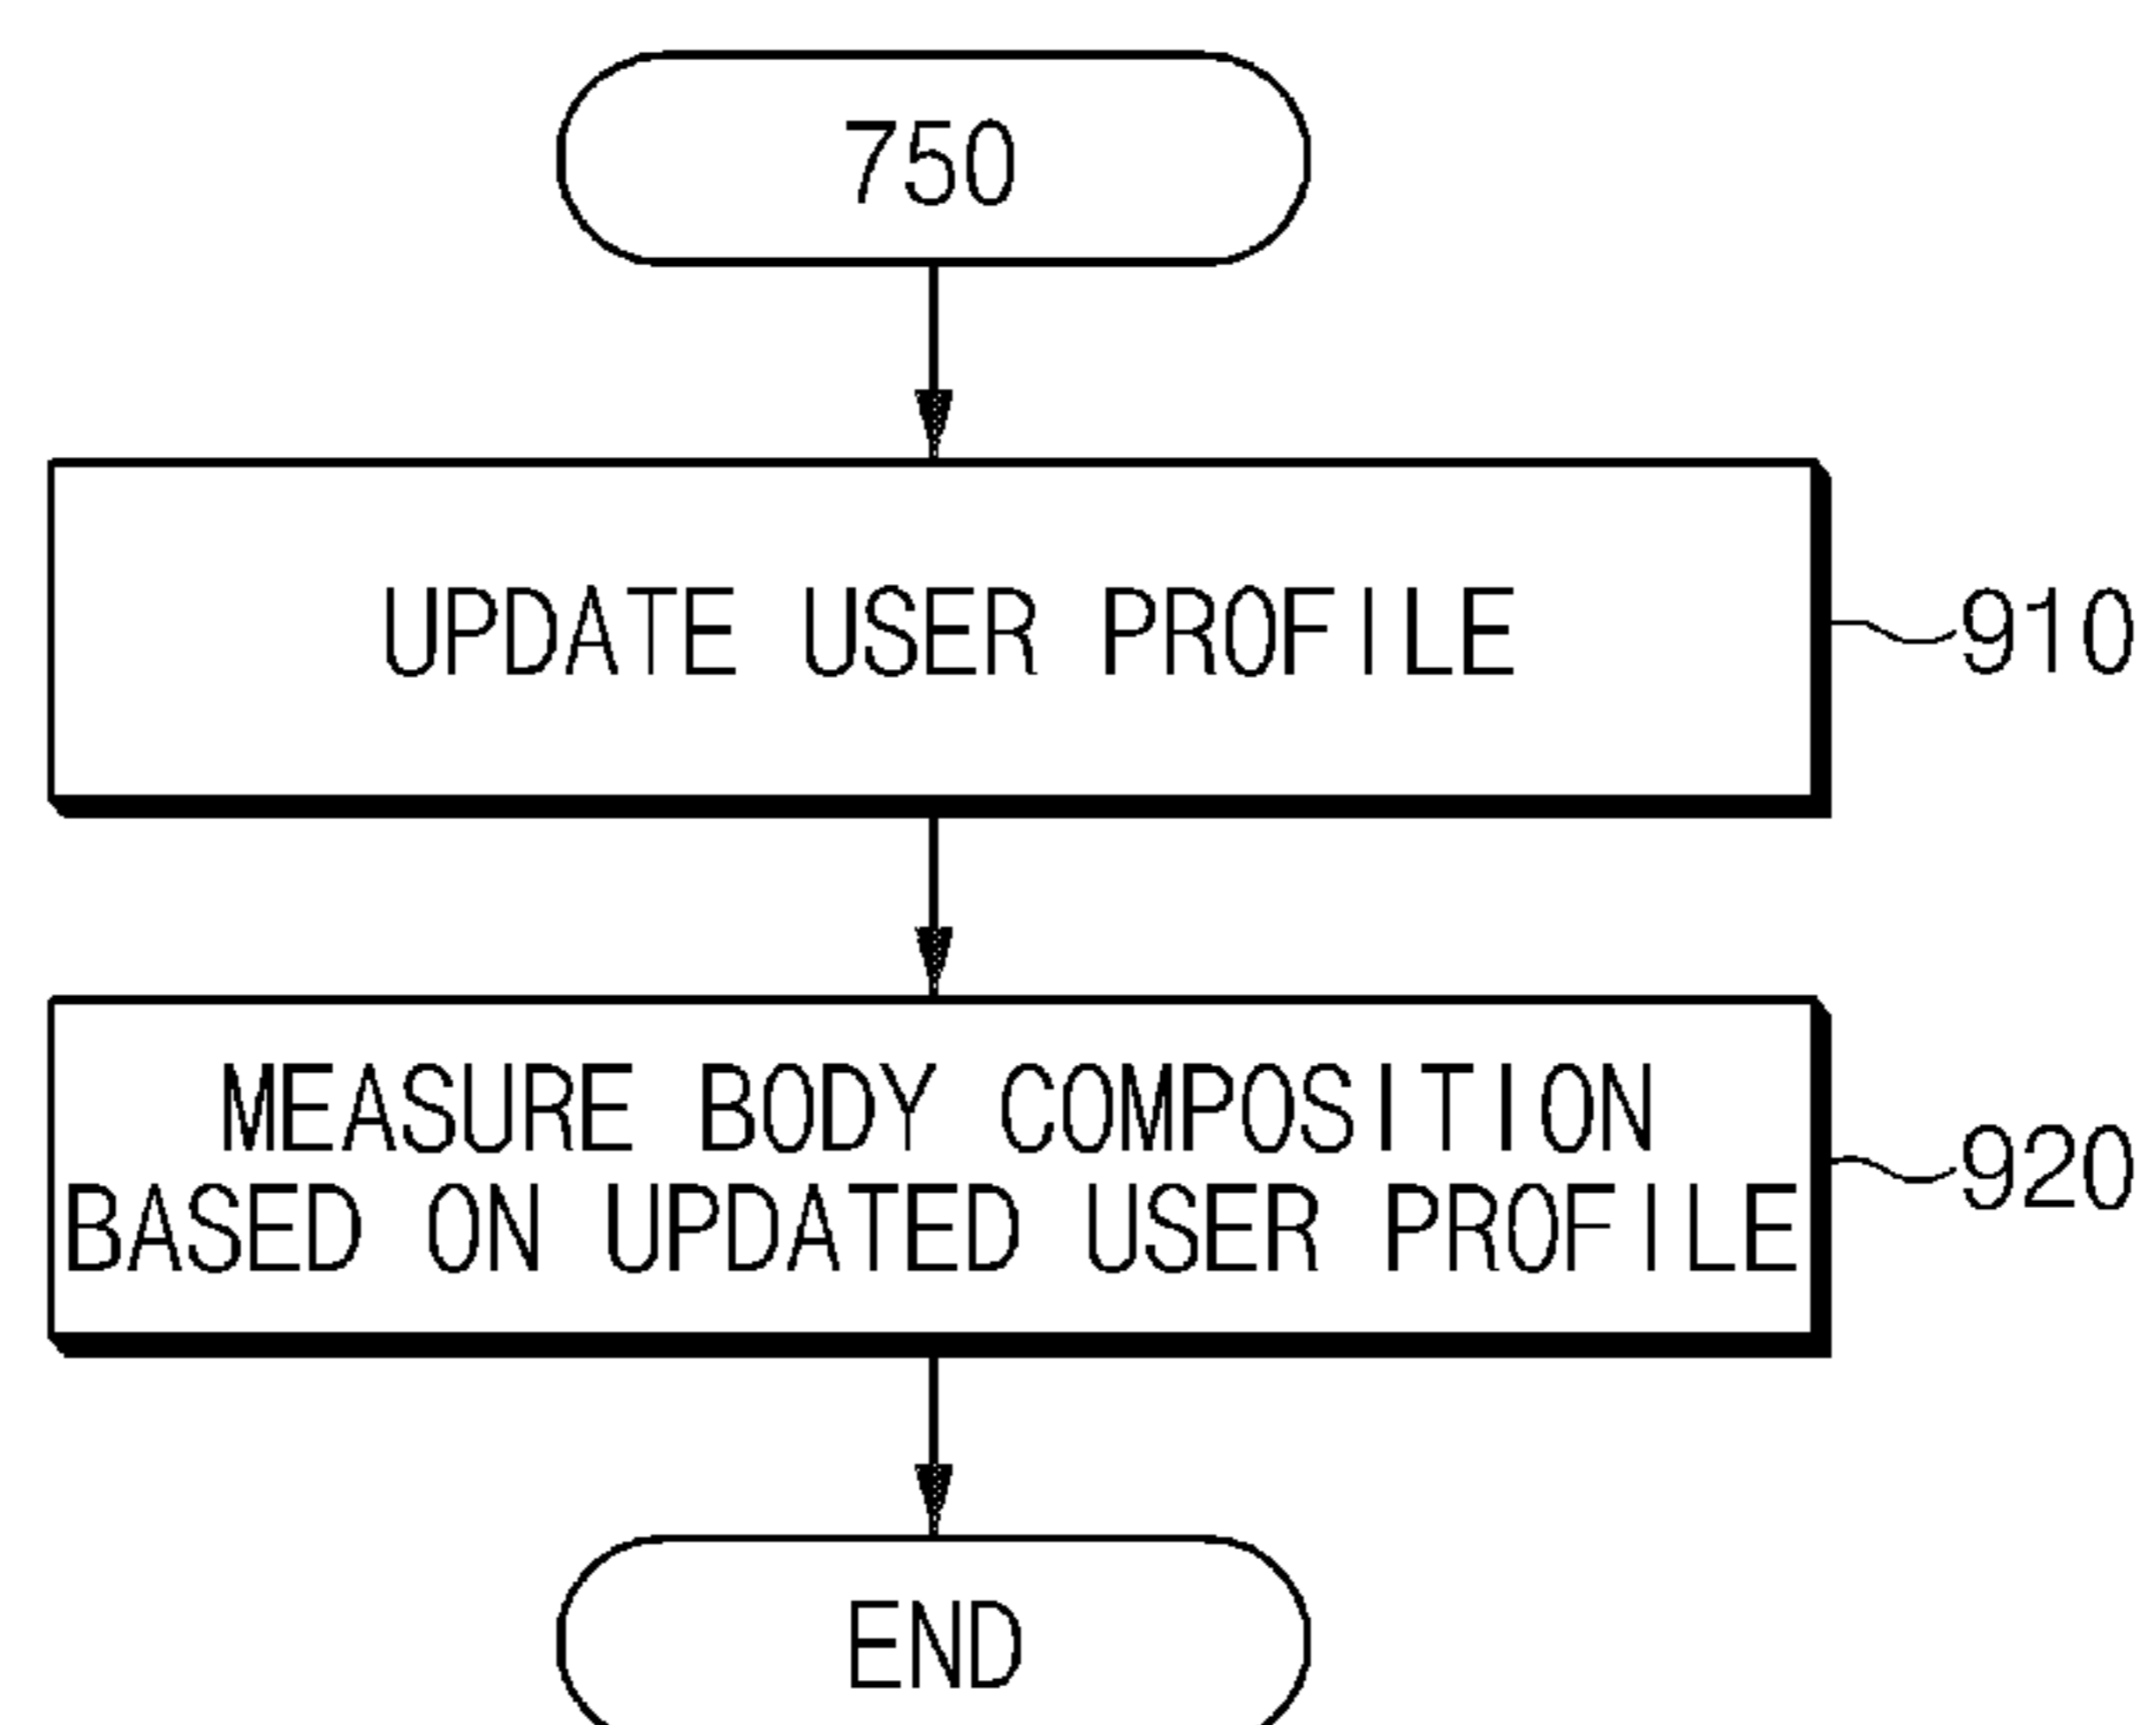 750
UPDATE USER PROFILE
910
MEASURE BODY COMPOSITION
BASED ON UPDATED USER PROFILE
920
END